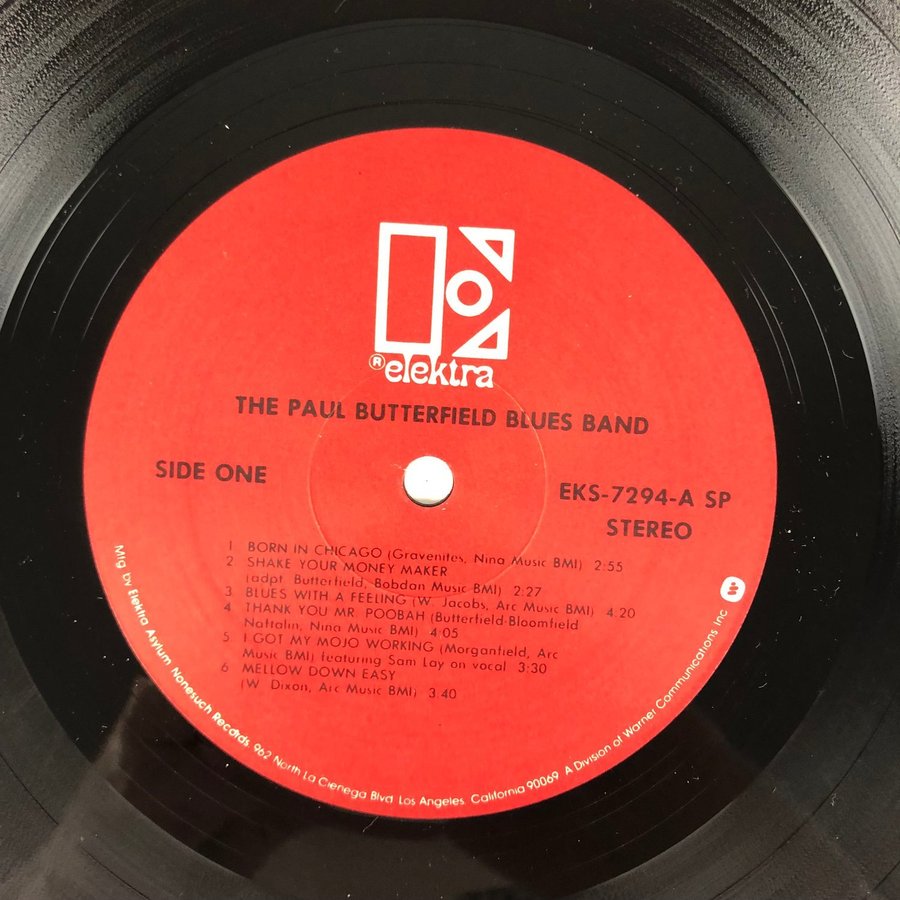 ® elektra
THE PAUL BUTTERFIELD BLUES BAND
SIDE ONE
EKS-7294-A SP
STEREO
1 BORN IN CHICAGO (Gravenites, Nina Music BMI) 2:55
2 SHAKE YOUR MONEY MAKER
(adpt. Butterfield, Bobdan Music BMI) 2:27
3 BLUES WITH A FEELING (W. Jacobs, Arc Music BMI) 4:20
4 THANK YOU MR. POOBAH (Butterfield-Bloomfield
Naftalin, Nina Music BMI) 4:05
5 I GOT MY MOJO WORKING (Morganfield, Arc
Music BMI) featuring Sam Lay on vocal 3:30
6 MELLOW DOWN EASY
(W. Dixon, Arc Music BMI) 3:40
Mfg by Elektra Asylum Nonesuch Records 962 North La Cienega Blvd Los Angeles, California 90069 A Division of Warner Communications Inc